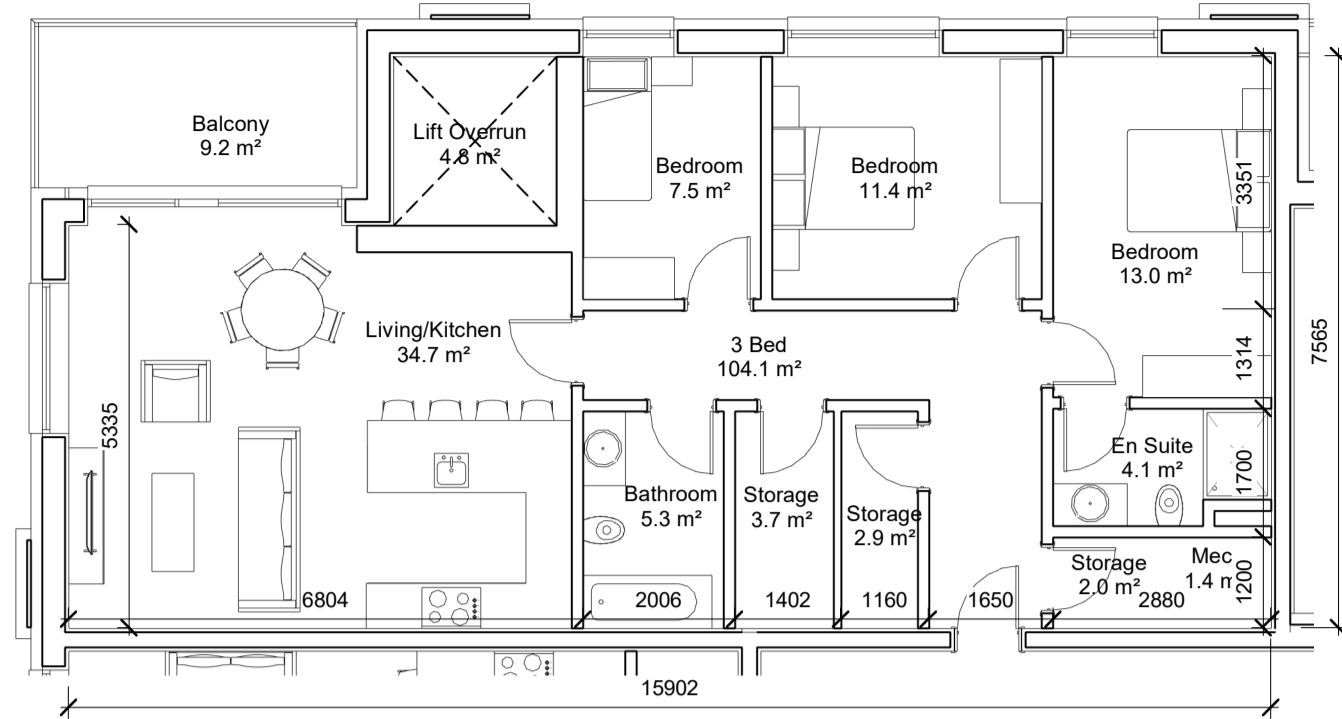 Balcony
9.2 m²
Lift Overrun
4.8 m²
Bedroom
7.5 m²
Bedroom
11.4 m²
Bedroom
13.0 m²
3351
7565
1314
Living/Kitchen
34.7 m²
3 Bed
104.1 m²
5335
En Suite
4.1 m²
1700
Bathroom
5.3 m²
Storage
3.7 m²
Storage
2.9 m²
Storage
2.0 m²
Mec
1.4 m
1200
6804
2006
1402
1160
1650
2880
15902